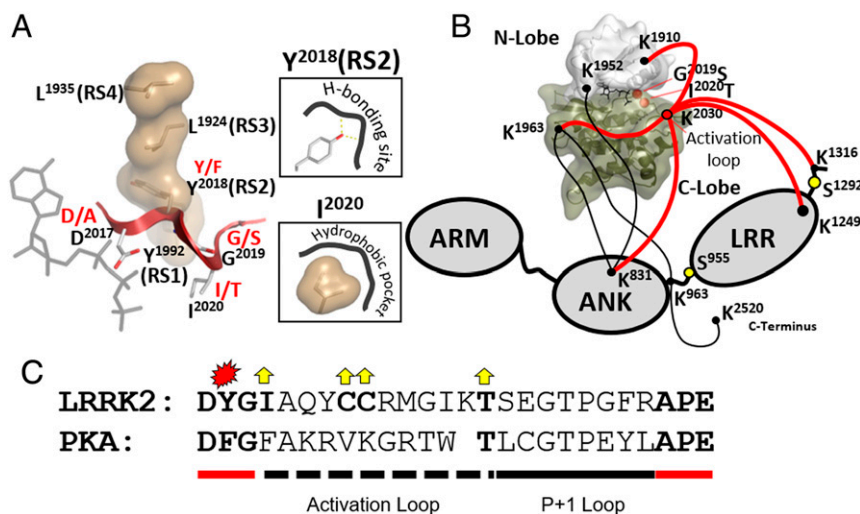 A
L¹⁹³⁵(RS4)
L¹⁹²⁴(RS3)
Y/F
Y²⁰¹⁸(RS2)
D/A
D²⁰¹⁷
Y¹⁹⁹²
(RS1)
G/S
G²⁰¹⁹
I/T
I²⁰²⁰
Y²⁰¹⁸(RS2)
H-bonding site
I²⁰²⁰
Hydrophobic pocket
B
N-Lobe
K¹⁹¹⁰
K¹⁹⁵²
G²⁰¹⁹S
I²⁰²⁰T
K²⁰³⁰
K¹⁹⁶³
Activation
loop
C-Lobe
K¹³¹⁶
S¹²⁹²
K¹²⁴⁹
ARM
LRR
ANK
K⁸³¹
S⁹⁵⁵
K⁹⁶³
K²⁵²⁰
C-Terminus
C
LRRK2: DYGIAQYCCRMGIKTSEGTPGFRAPE
PKA: DFGFAKRVKGRTW TLCGTPEYLAPE
Activation Loop P+1 Loop